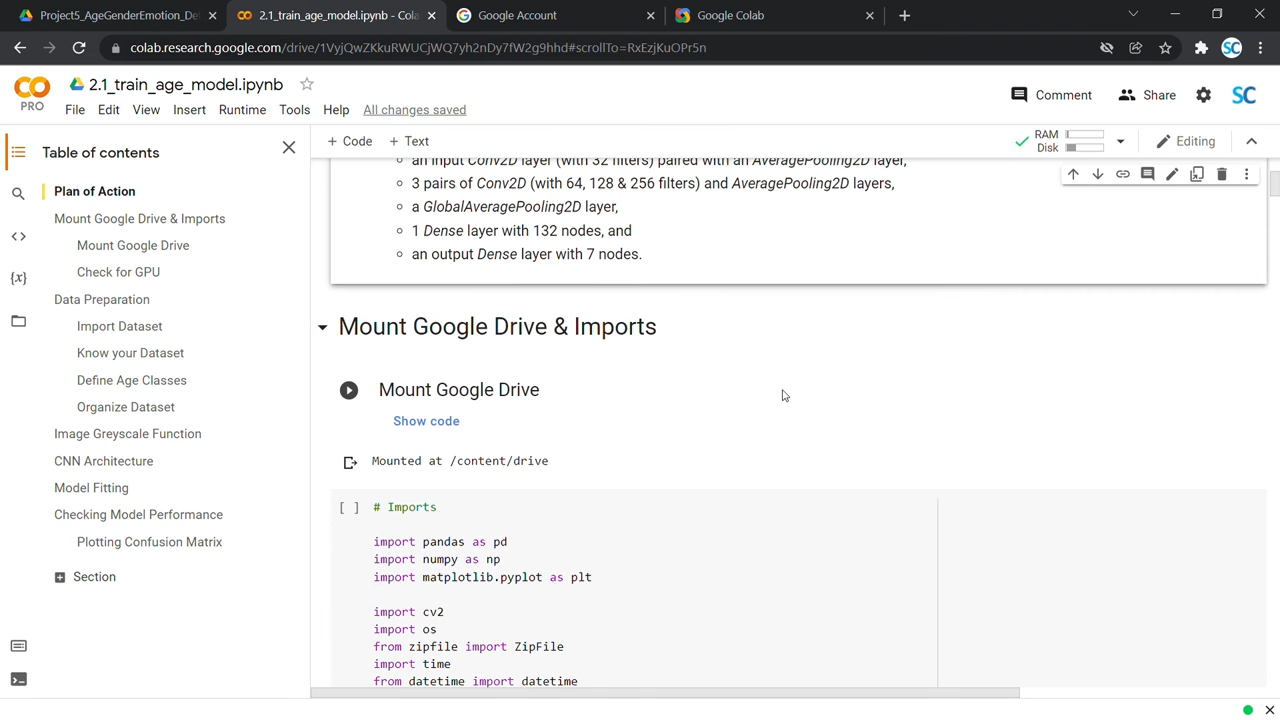 Project5_AgeGenderEmotion_De
2.1_train_age_model.ipynb - Cola
Google Account
Google Colab
colab.research.google.com/drive/1VyjQwZKkuRWUCjWQ7yh2nDy7fW2g9hhd#scrollTo=RxEzjKuOPr5n
SC
PRO
2.1_train_age_model.ipynb
File Edit View Insert Runtime Tools Help All changes saved
Comment
Share
SC
Table of contents
+ Code + Text
RAM
Disk
Editing
Plan of Action
Mount Google Drive & Imports
Mount Google Drive
Check for GPU
Data Preparation
Import Dataset
Know your Dataset
Define Age Classes
Organize Dataset
Image Greyscale Function
CNN Architecture
Model Fitting
Checking Model Performance
Plotting Confusion Matrix
Section
{x}
an input Conv2D layer (with 32 filters) paired with an AveragePooling2D layer,
3 pairs of Conv2D (with 64, 128 & 256 filters) and AveragePooling2D layers,
a GlobalAveragePooling2D layer,
1 Dense layer with 132 nodes, and
an output Dense layer with 7 nodes.
Mount Google Drive & Imports
Mount Google Drive
Show code
Mounted at /content/drive
[ ] # Imports
import pandas as pd
import numpy as np
import matplotlib.pyplot as plt
import cv2
import os
from zipfile import ZipFile
import time
from datetime import datetime